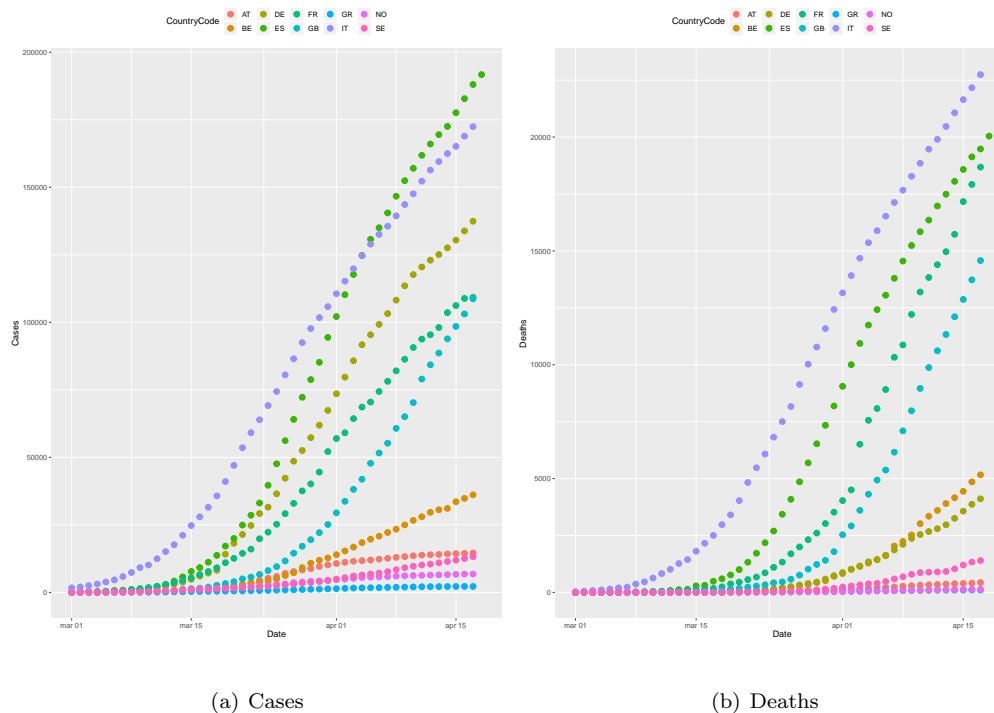 CountryCode AT DE FR GR NO
BE ES GB IT SE
200000
150000
100000
50000
0
Cases
mar 01 mar 15 apr 01 apr 15
Date
(a) Cases
CountryCode AT DE FR GR NO
BE ES GB IT SE
20000
15000
10000
5000
0
Deaths
mar 01 mar 15 apr 01 apr 15
Date
(b) Deaths